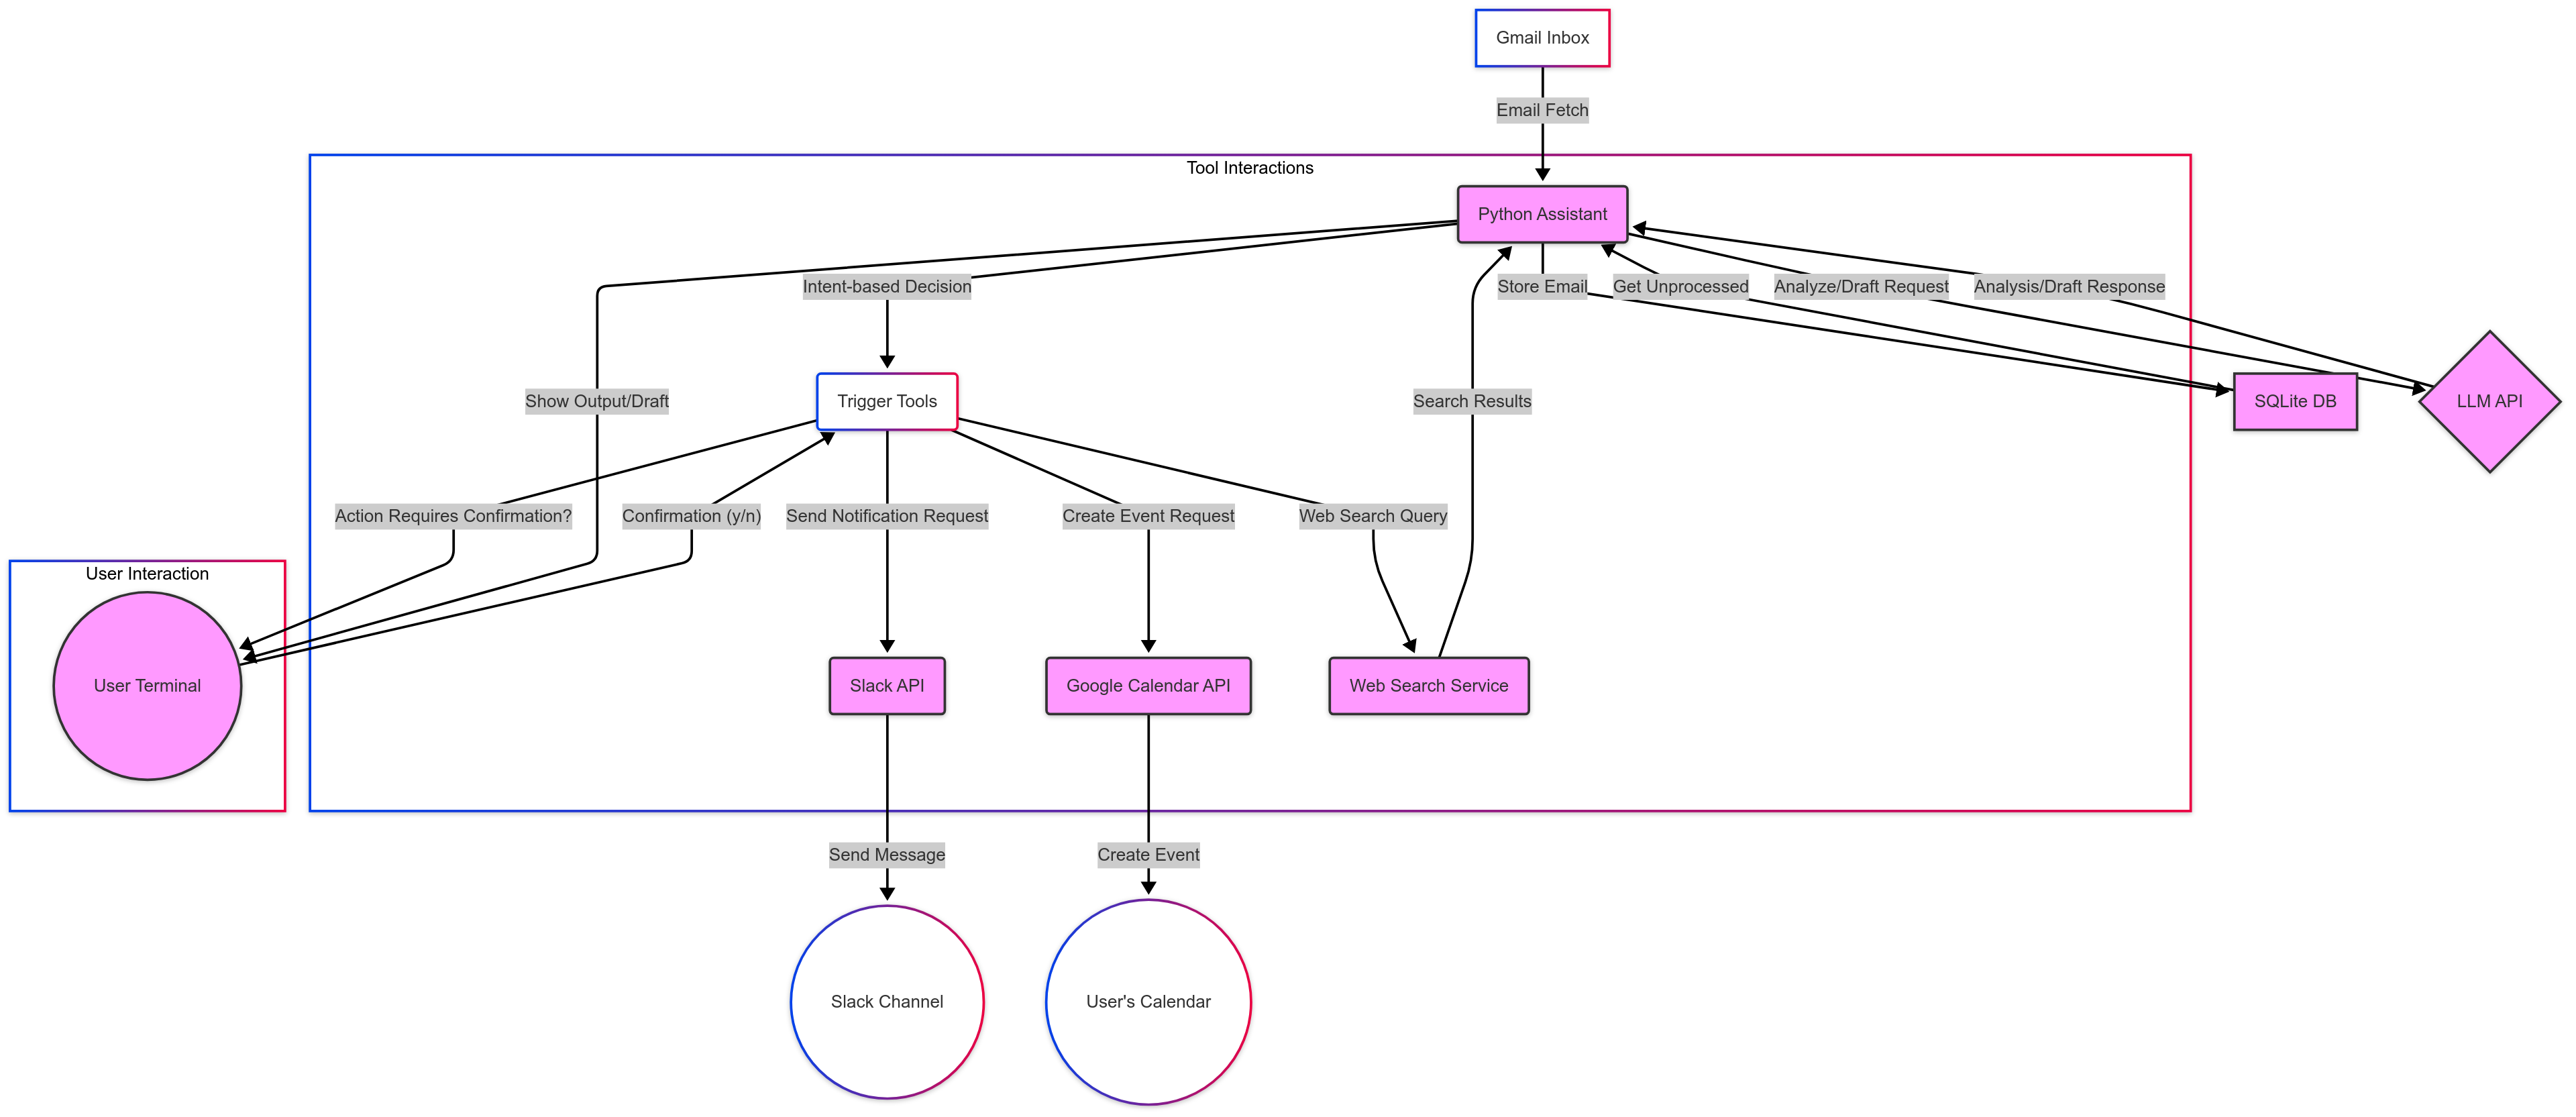 Gmail Inbox
Email Fetch
Tool Interactions
Python Assistant
Intent-based Decision
Store Email
Get Unprocessed
Analyze/Draft Request
Analysis/Draft Response
Show Output/Draft
Trigger Tools
Search Results
SQLite DB
LLM API
Action Requires Confirmation?
Confirmation (y/n)
Send Notification Request
Create Event Request
Web Search Query
User Interaction
User Terminal
Slack API
Google Calendar API
Web Search Service
Send Message
Create Event
Slack Channel
User's Calendar